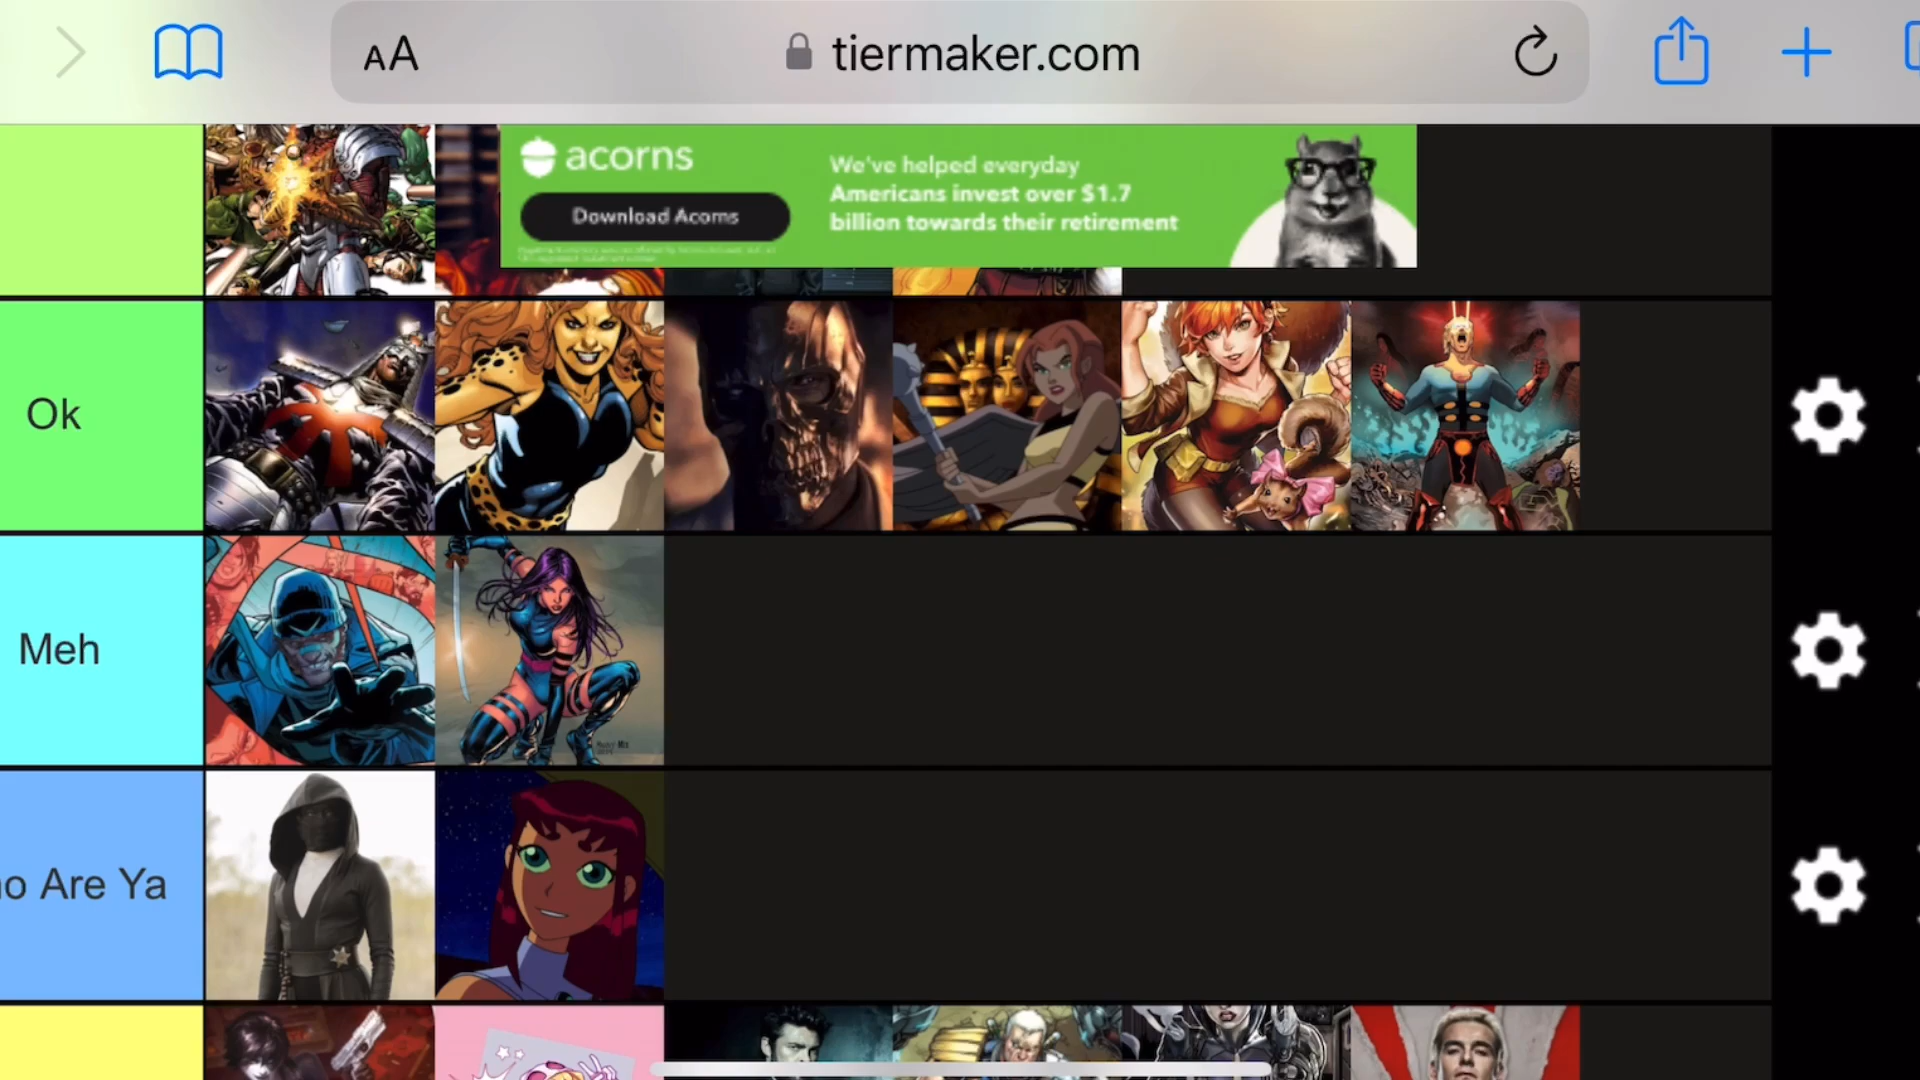 AA
tiermaker.com
acorns
Download Acorns
We've helped everyday
Americans invest over $1.7
billion towards their retirement
Ok
Meh
Are Ya